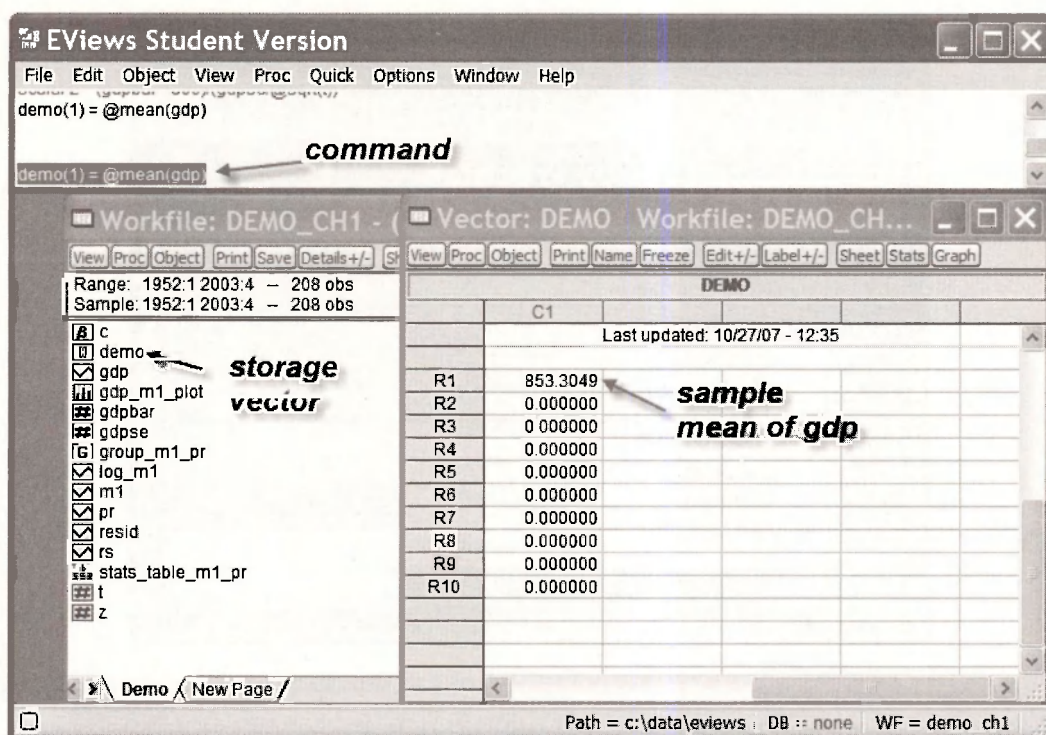 EViews Student Version
File Edit Object View Proc Quick Options Window Help
demo(1) = @mean(gdp)
command
demo(1) = @mean(gdp)
Workfile: DEMO_CH1 - (
View Proc Object Print Save Details+/-
Range: 1952:1 2003:4 -- 208 obs
Sample: 1952:1 2003:4 -- 208 obs
c
demo
gdp
gdp_m1_plot
gdpbar
gdpse
group_m1_pr
log_m1
m1
pr
resid
rs
stats_table_m1_pr
t
z
storage
vector
Demo New Page
Vector: DEMO Workfile: DEMO_CH...
View Proc Object Print Name Freeze Edit+/- Label+/- Sheet Stats Graph
DEMO
C1
Last updated: 10/27/07 - 12:35
R1 853.3049
R2 0.000000
R3 0.000000
R4 0.000000
R5 0.000000
R6 0.000000
R7 0.000000
R8 0.000000
R9 0.000000
R10 0.000000
sample
mean of gdp
Path = c:\data\eviews DB = none WF = demo_ch1